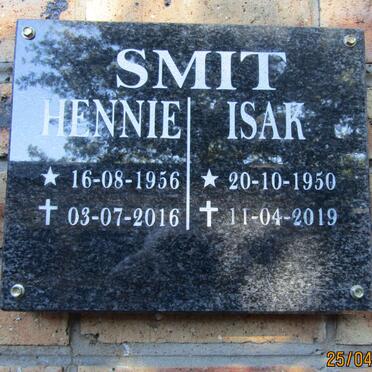 SMIT
HENNIE ISAK
★ 16-08-1956 ★ 20-10-1950
✝ 03-07-2016 ✝ 11-04-2019
25/04